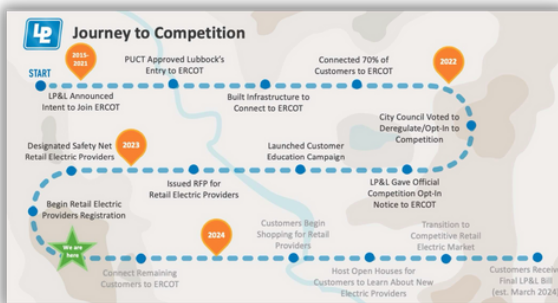 LP Journey to Competition
START
2015-
2021
LP&L Announced
Intent to Join ERCOT
PUCT Approved Lubbock's
Entry to ERCOT
Built Infrastructure to
Connect to ERCOT
Connected 70% of
Customers to ERCOT
2022
City Council Voted to
Deregulate/Opt-In to
Competition
LP&L Gave Official
Competition Opt-In
Notice to ERCOT
Launched Customer
Education Campaign
Issued RFP for
Retail Electric Providers
2023
Designated Safety Net
Retail Electric Providers
Begin Retail Electric
Providers Registration
We are
here
Connect Remaining
Customers to ERCOT
2024
Customers Begin
Shopping for Retail
Providers
Host Open Houses for
Customers to Learn About New
Electric Providers
Transition to
Competitive Retail
Electric Market
Customers Receive
Final LP&L Bill
(est. March 2024)